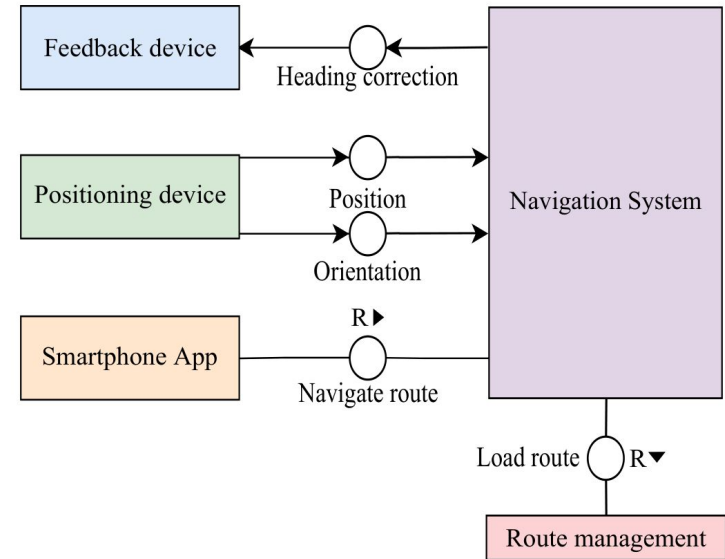 Feedback device
Heading correction
Positioning device
Position
Navigation System
Orientation
R
Smartphone App
Navigate route
Load route
R
Route management